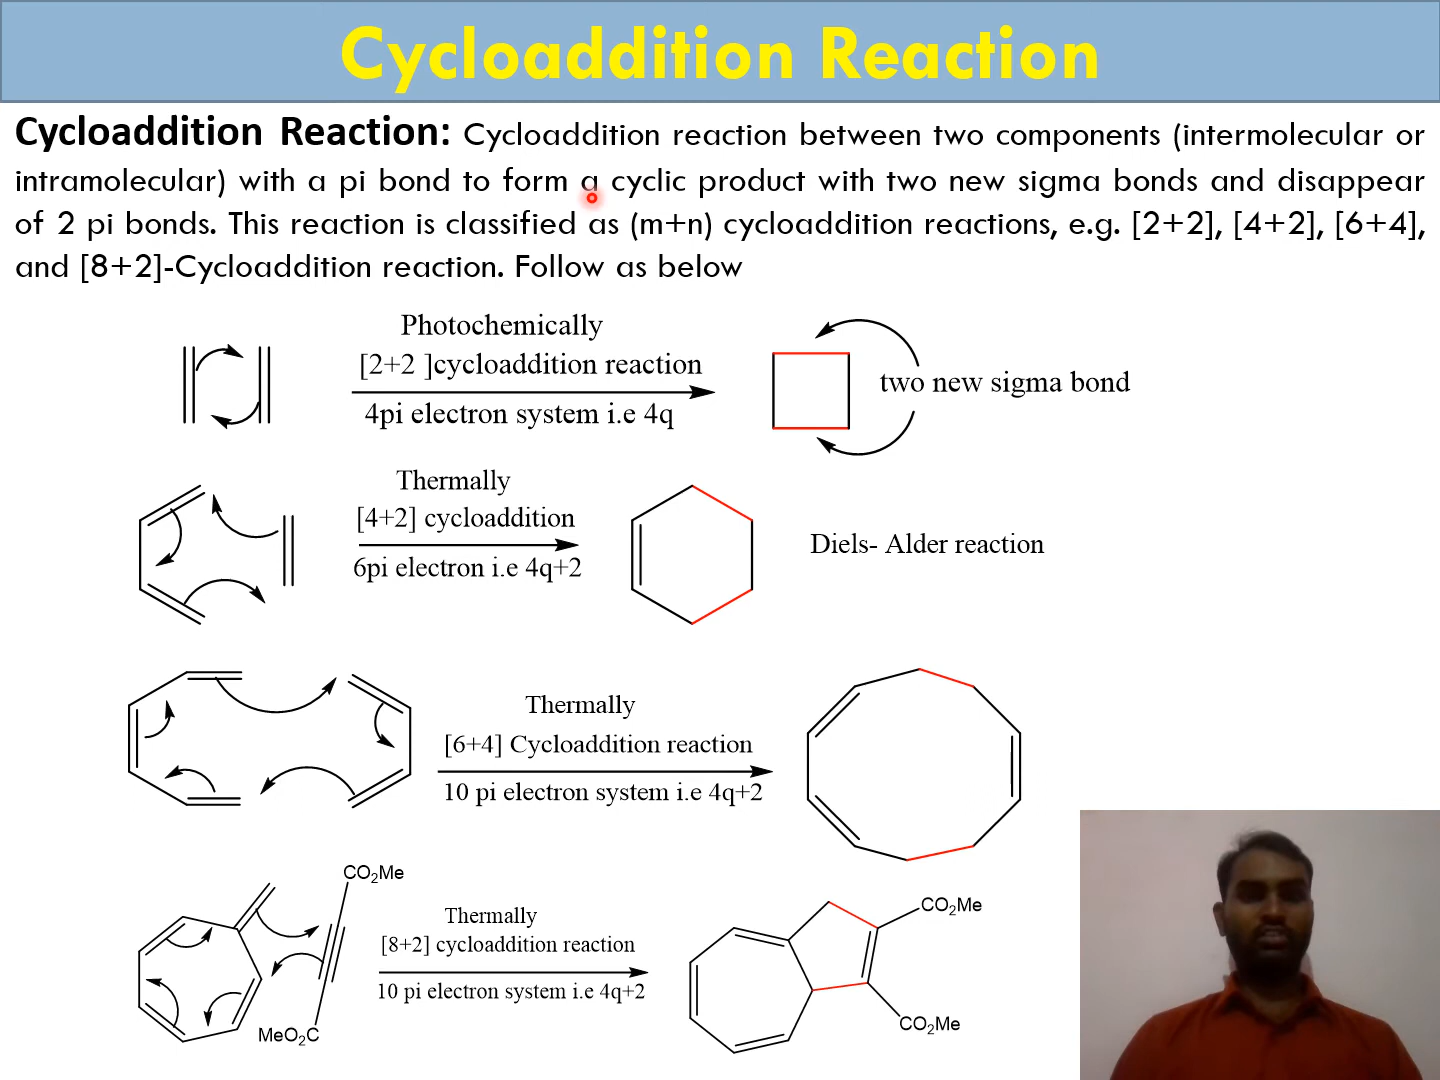 Cycloaddition Reaction
Cycloaddition Reaction: Cycloaddition reaction between two components (intermolecular or
intramolecular) with a pi bond to form a cyclic product with two new sigma bonds and disappear
of 2 pi bonds. This reaction is classified as (m+n) cycloaddition reactions, e.g. [2+2], [4+2], [6+4],
and [8+2]-Cycloaddition reaction. Follow as below
Photochemically
[2+2 ]cycloaddition reaction
4pi electron system i.e 4q
two new sigma bond
Thermally
[4+2] cycloaddition
6pi electron i.e 4q+2
Diels- Alder reaction
Thermally
[6+4] Cycloaddition reaction
10 pi electron system i.e 4q+2
CO₂Me
MeO₂C
Thermally
[8+2] cycloaddition reaction
10 pi electron system i.e 4q+2
CO₂Me
CO₂Me